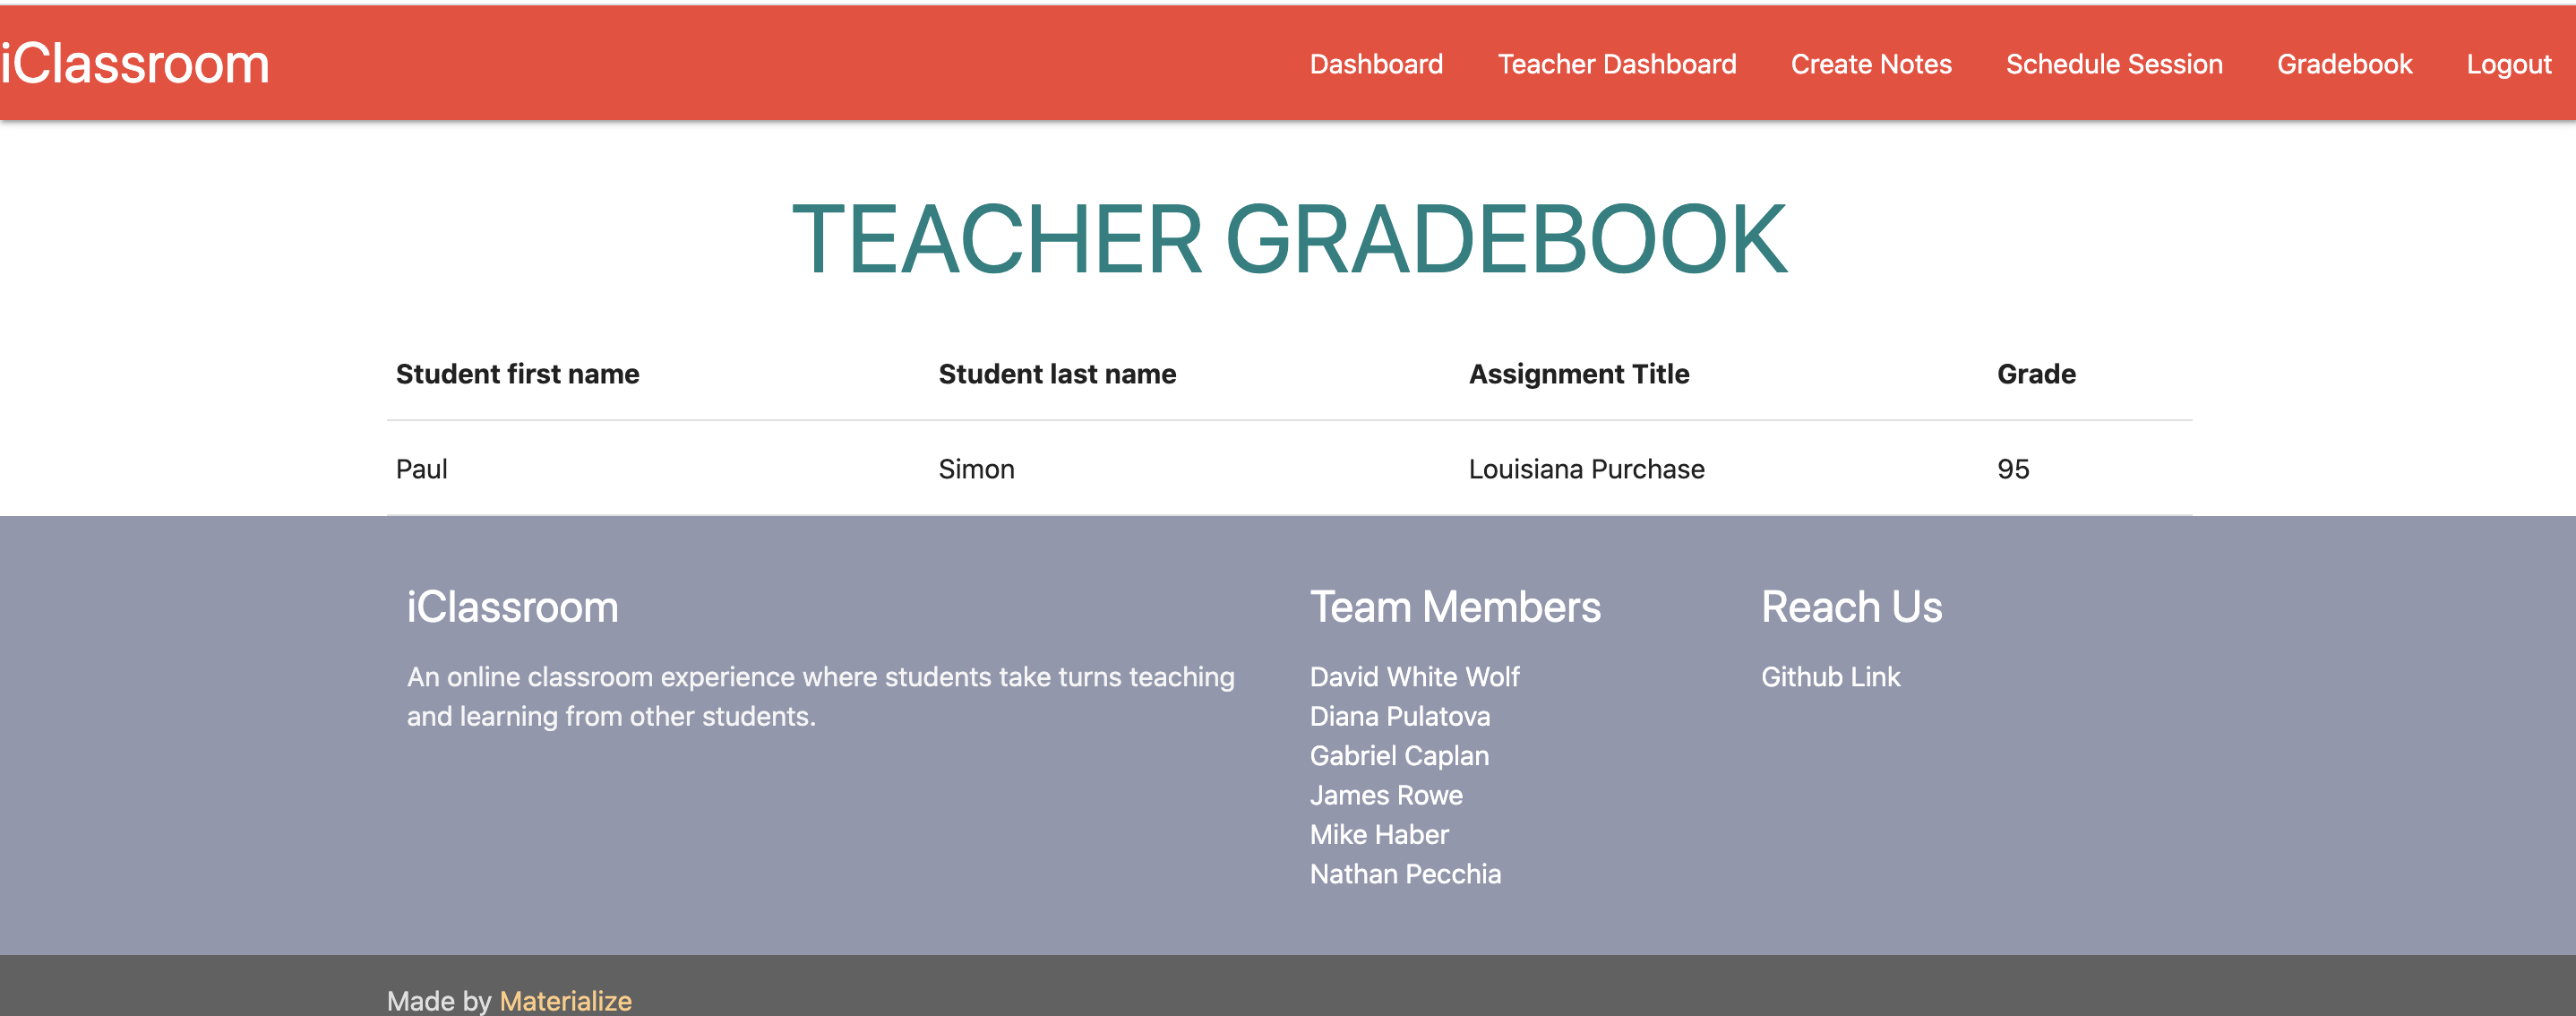 iClassroom
Dashboard Teacher Dashboard Create Notes Schedule Session Gradebook Logout
TEACHER GRADEBOOK
Student first name Student last name Assignment Title Grade
Paul Simon Louisiana Purchase 95
iClassroom
An online classroom experience where students take turns teaching
and learning from other students.
Team Members
David White Wolf
Diana Pulatova
Gabriel Caplan
James Rowe
Mike Haber
Nathan Pecchia
Reach Us
Github Link
Made by Materialize